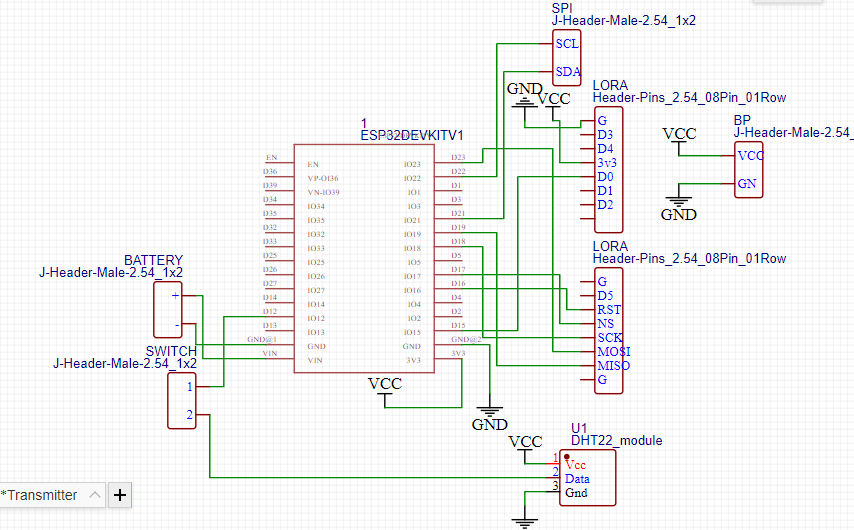 SPI
J-Header-Male-2.54_1x2
SCL
SDA
GND
VCC
LORA
Header-Pins_2.54_08Pin_01Row
G
D3
D4
3v3
D0
D1
D2
VCC
BP
J-Header-Male-2.54_
VCC
GN
GND
1
ESP32DEVKITV1
EN
D36
D39
D34
D35
D32
D33
D25
D26
D27
D14
D12
D13
GND@1
VIN
EN
VP-OI36
VN-IO39
IO34
IO35
IO32
IO33
IO25
IO26
IO27
IO14
IO12
IO13
GND
VIN
IO23
IO22
IO1
IO3
IO21
IO19
IO18
IO5
IO17
IO16
IO4
IO2
IO15
GND
3V3
D23
D22
D1
D3
D21
D19
D18
D5
D17
D16
D4
D2
D15
GND@2
3V3
BATTERY
J-Header-Male-2.54_1x2
+
-
SWITCH
J-Header-Male-2.54_1x2
1
2
VCC
GND
LORA
Header-Pins_2.54_08Pin_01Row
G
D5
RST
NS
SCK
MOSI
MISO
G
U1
DHT22_module
VCC
1
2
3
Vcc
Data
Gnd
*Transmitter